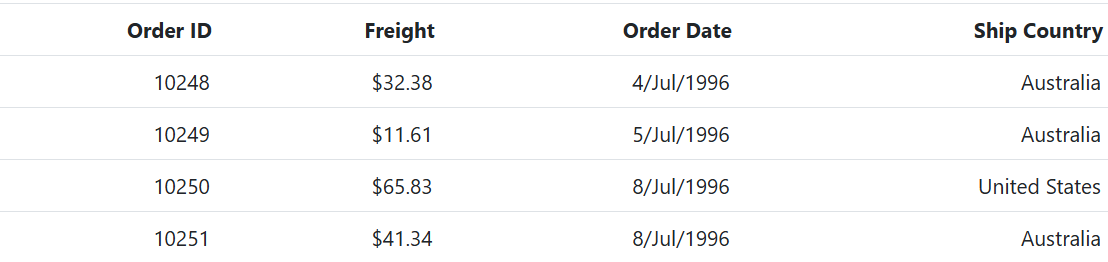 Order ID Freight Order Date Ship Country
10248 $32.38 4/Jul/1996 Australia
10249 $11.61 5/Jul/1996 Australia
10250 $65.83 8/Jul/1996 United States
10251 $41.34 8/Jul/1996 Australia